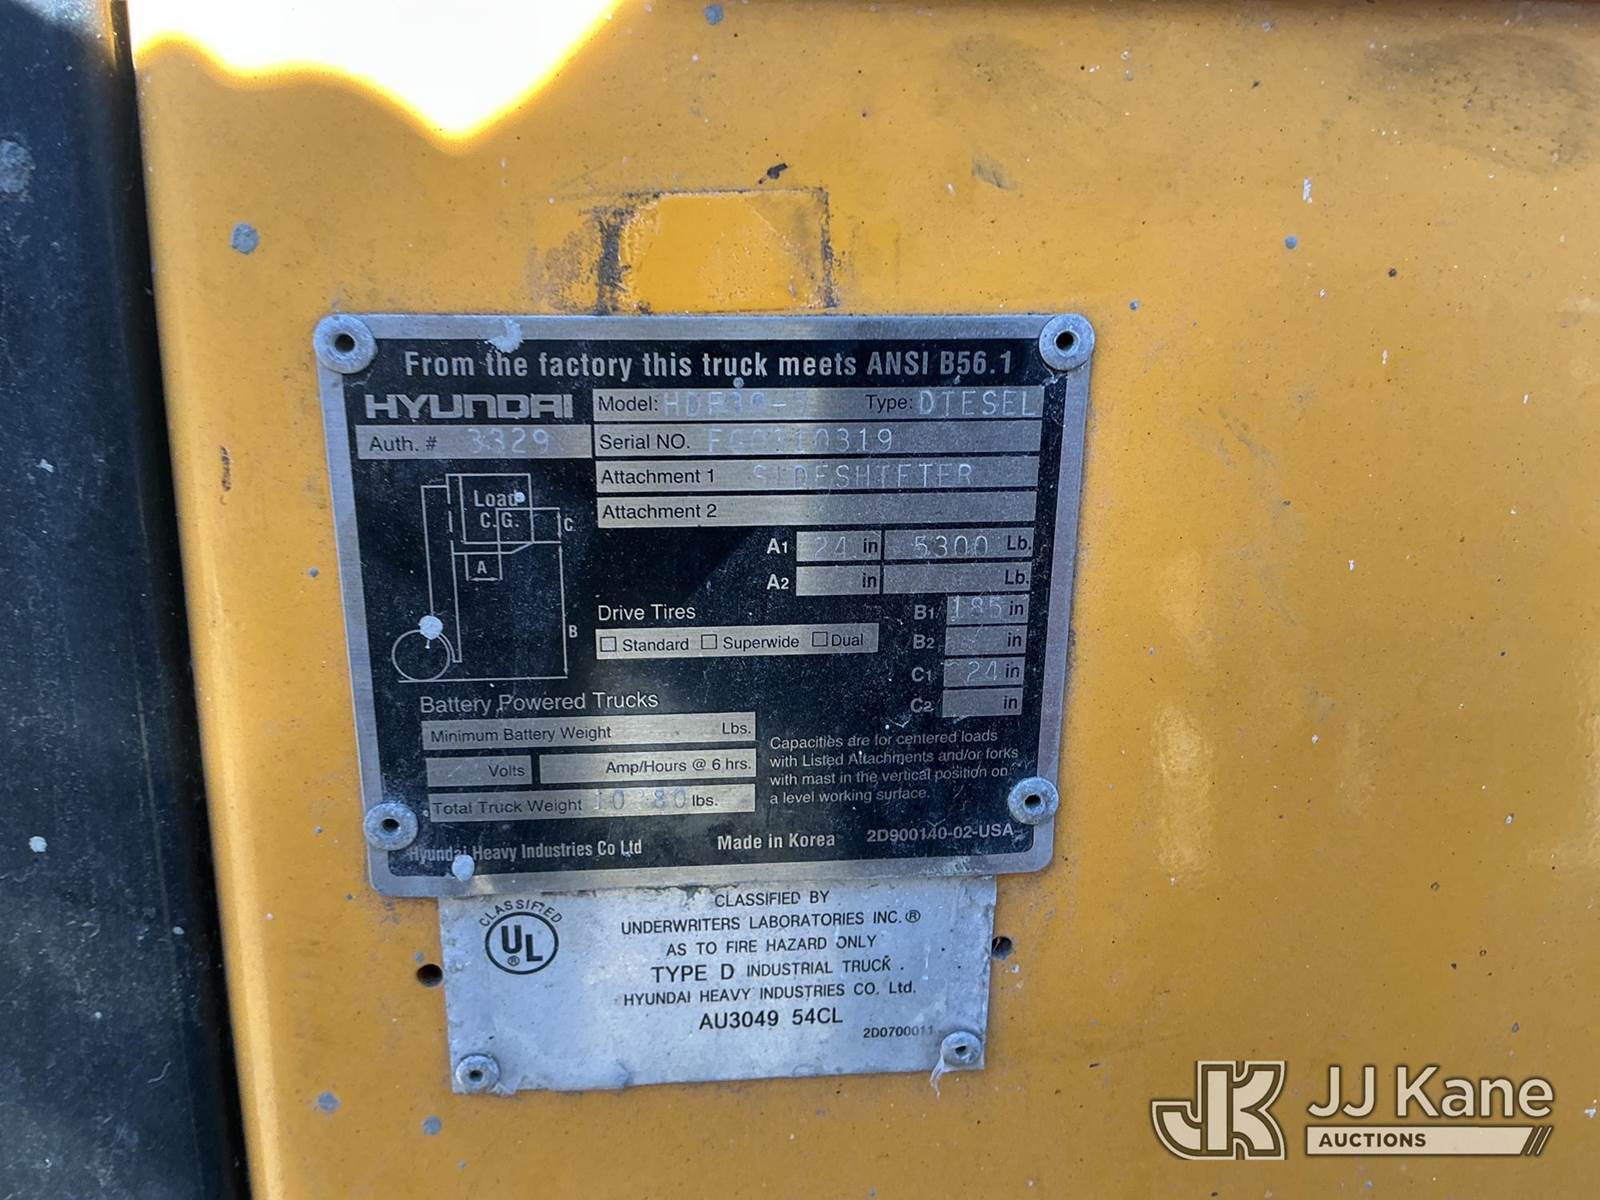 From the factory this truck meets ANSI B56.1
HYUNDAI
Model: Type: DIESEL
Auth. # 3329
Serial NO.
Attachment 1 SIDESHIFTER
Attachment 2
Load
C.G.
C
A
B
A1 24 in 5300 Lb.
A2 in Lb.
Drive Tires
B1 185 in
☐ Standard ☐ Superwide ☐ Dual
B2 in
C1 24 in
C2 in
Battery Powered Trucks
Minimum Battery Weight Lbs.
Volts Amp/Hours @ 6 hrs.
Total Truck Weight lbs.
Capacities are for centered loads
with Listed Attachments and/or forks
with mast in the vertical position on
a level working surface.
Hyundai Heavy Industries Co Ltd Made in Korea 2D900140-02-USA
CLASSIFIED
UL
®
CLASSIFIED BY
UNDERWRITERS LABORATORIES INC.®
AS TO FIRE HAZARD ONLY
TYPE D INDUSTRIAL TRUCK
HYUNDAI HEAVY INDUSTRIES CO. Ltd.
AU3049 54CL
2D0700011
JK
JJ Kane
AUCTIONS